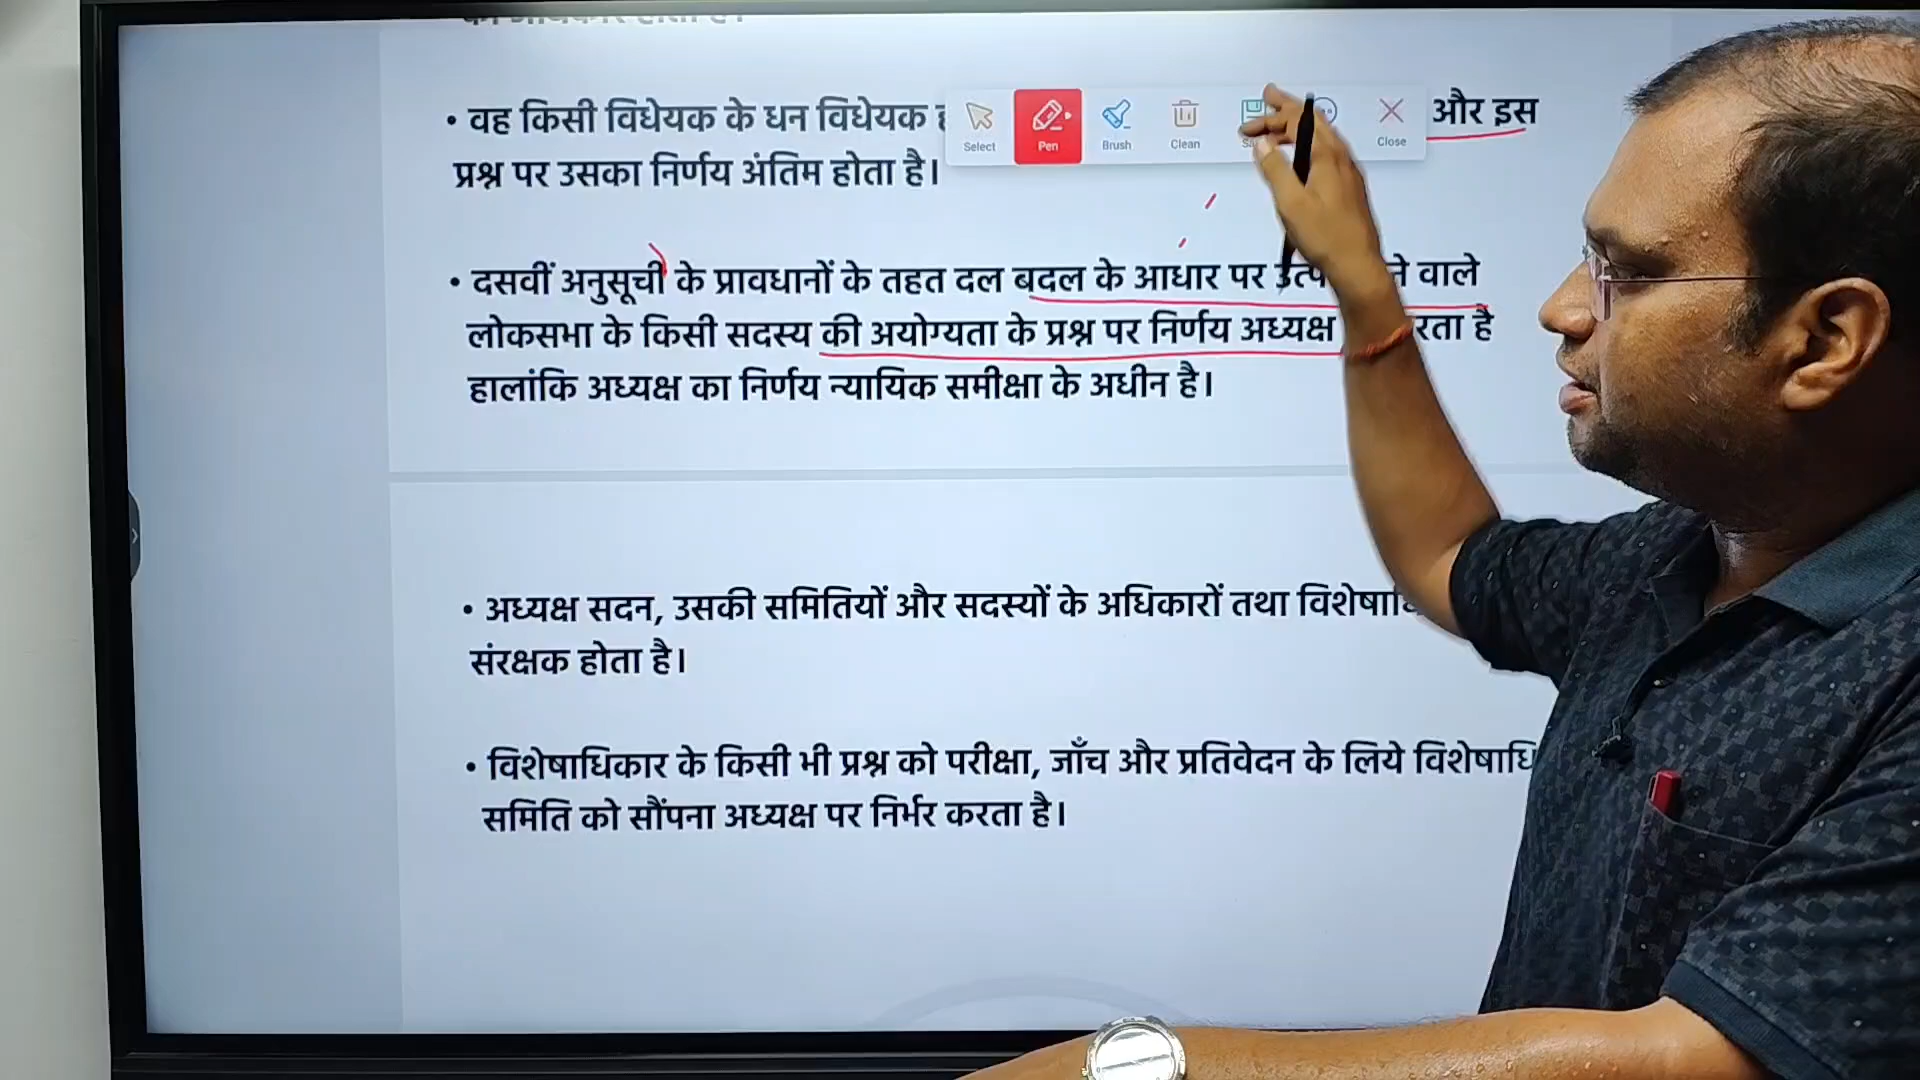 • वह किसी विधेयक के धन विधेयक
और इस
प्रश्न पर उसका निर्णय अंतिम होता है।
Select
Pen
Brush
Clean
Close
• दसवीं अनुसूची के प्रावधानों के तहत दल बदल के आधार पर वाले
लोकसभा के किसी सदस्य की अयोग्यता के प्रश्न पर निर्णय अध्यक्ष है
हालांकि अध्यक्ष का निर्णय न्यायिक समीक्षा के अधीन है।
• अध्यक्ष सदन, उसकी समितियों और सदस्यों के अधिकारों तथा
संरक्षक होता है।
• विशेषाधिकार के किसी भी प्रश्न को परीक्षा, जाँच और प्रतिवेदन के लिये
समिति को सौंपना अध्यक्ष पर निर्भर करता है।